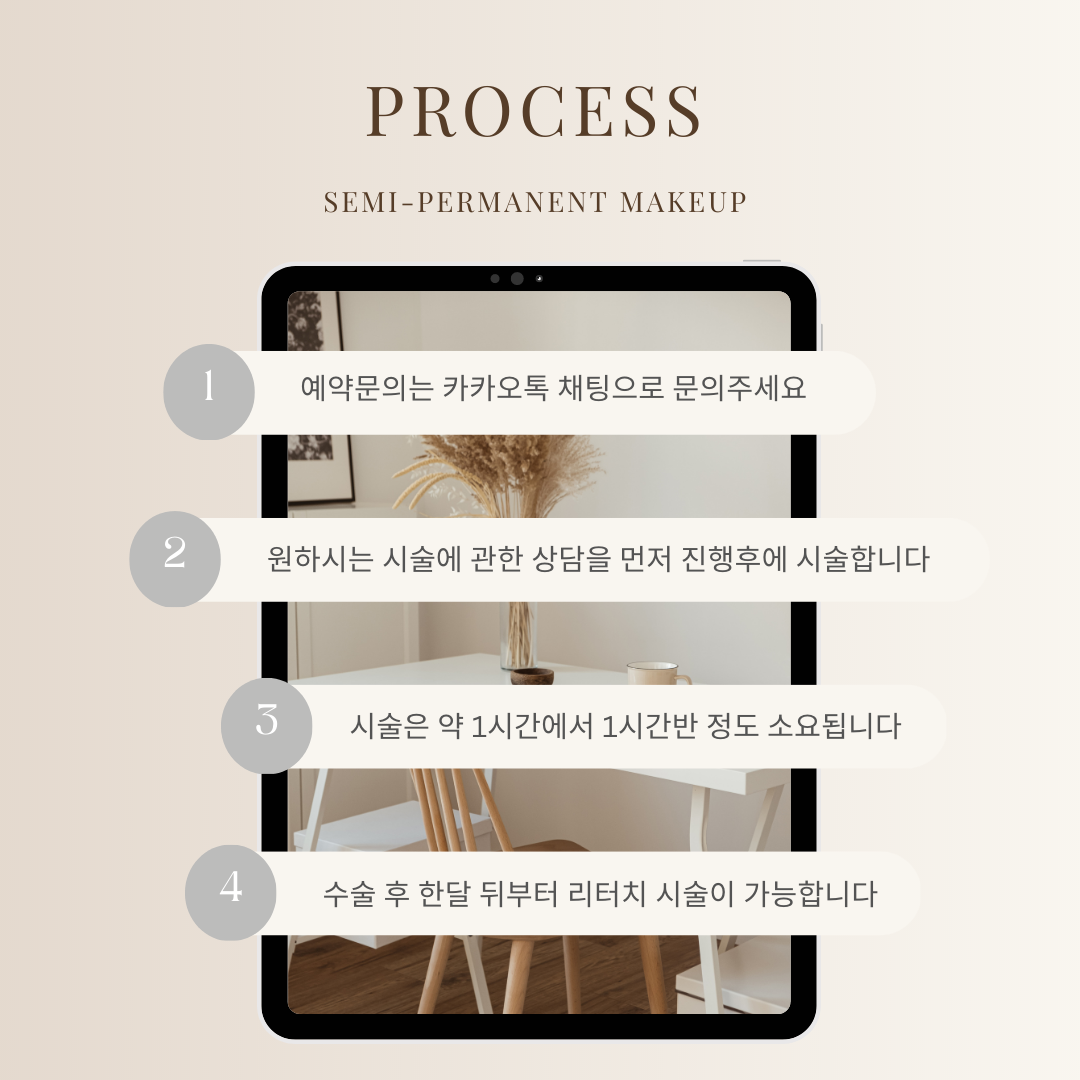 PROCESS
SEMI-PERMANENT MAKEUP
1
예약문의는 카카오톡 채팅으로 문의주세요
2
원하시는 시술에 관한 상담을 먼저 진행후에 시술합니다
3
시술은 약 1시간에서 1시간반 정도 소요됩니다
4
수술 후 한달 뒤부터 리터치 시술이 가능합니다